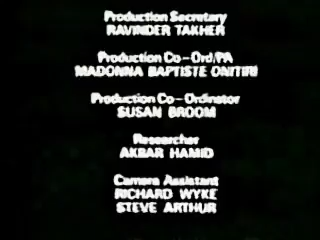 Production Secretary
RAVINDER TAKHER
Production Co-Ord/PA
MADONNA BAPTISTE ONITIRI
Production Co-Ordinator
SUSAN BROOM
Researcher
AKBAR HAMID
Camera Assistant
RICHARD WYKE
STEVE ARTHUR